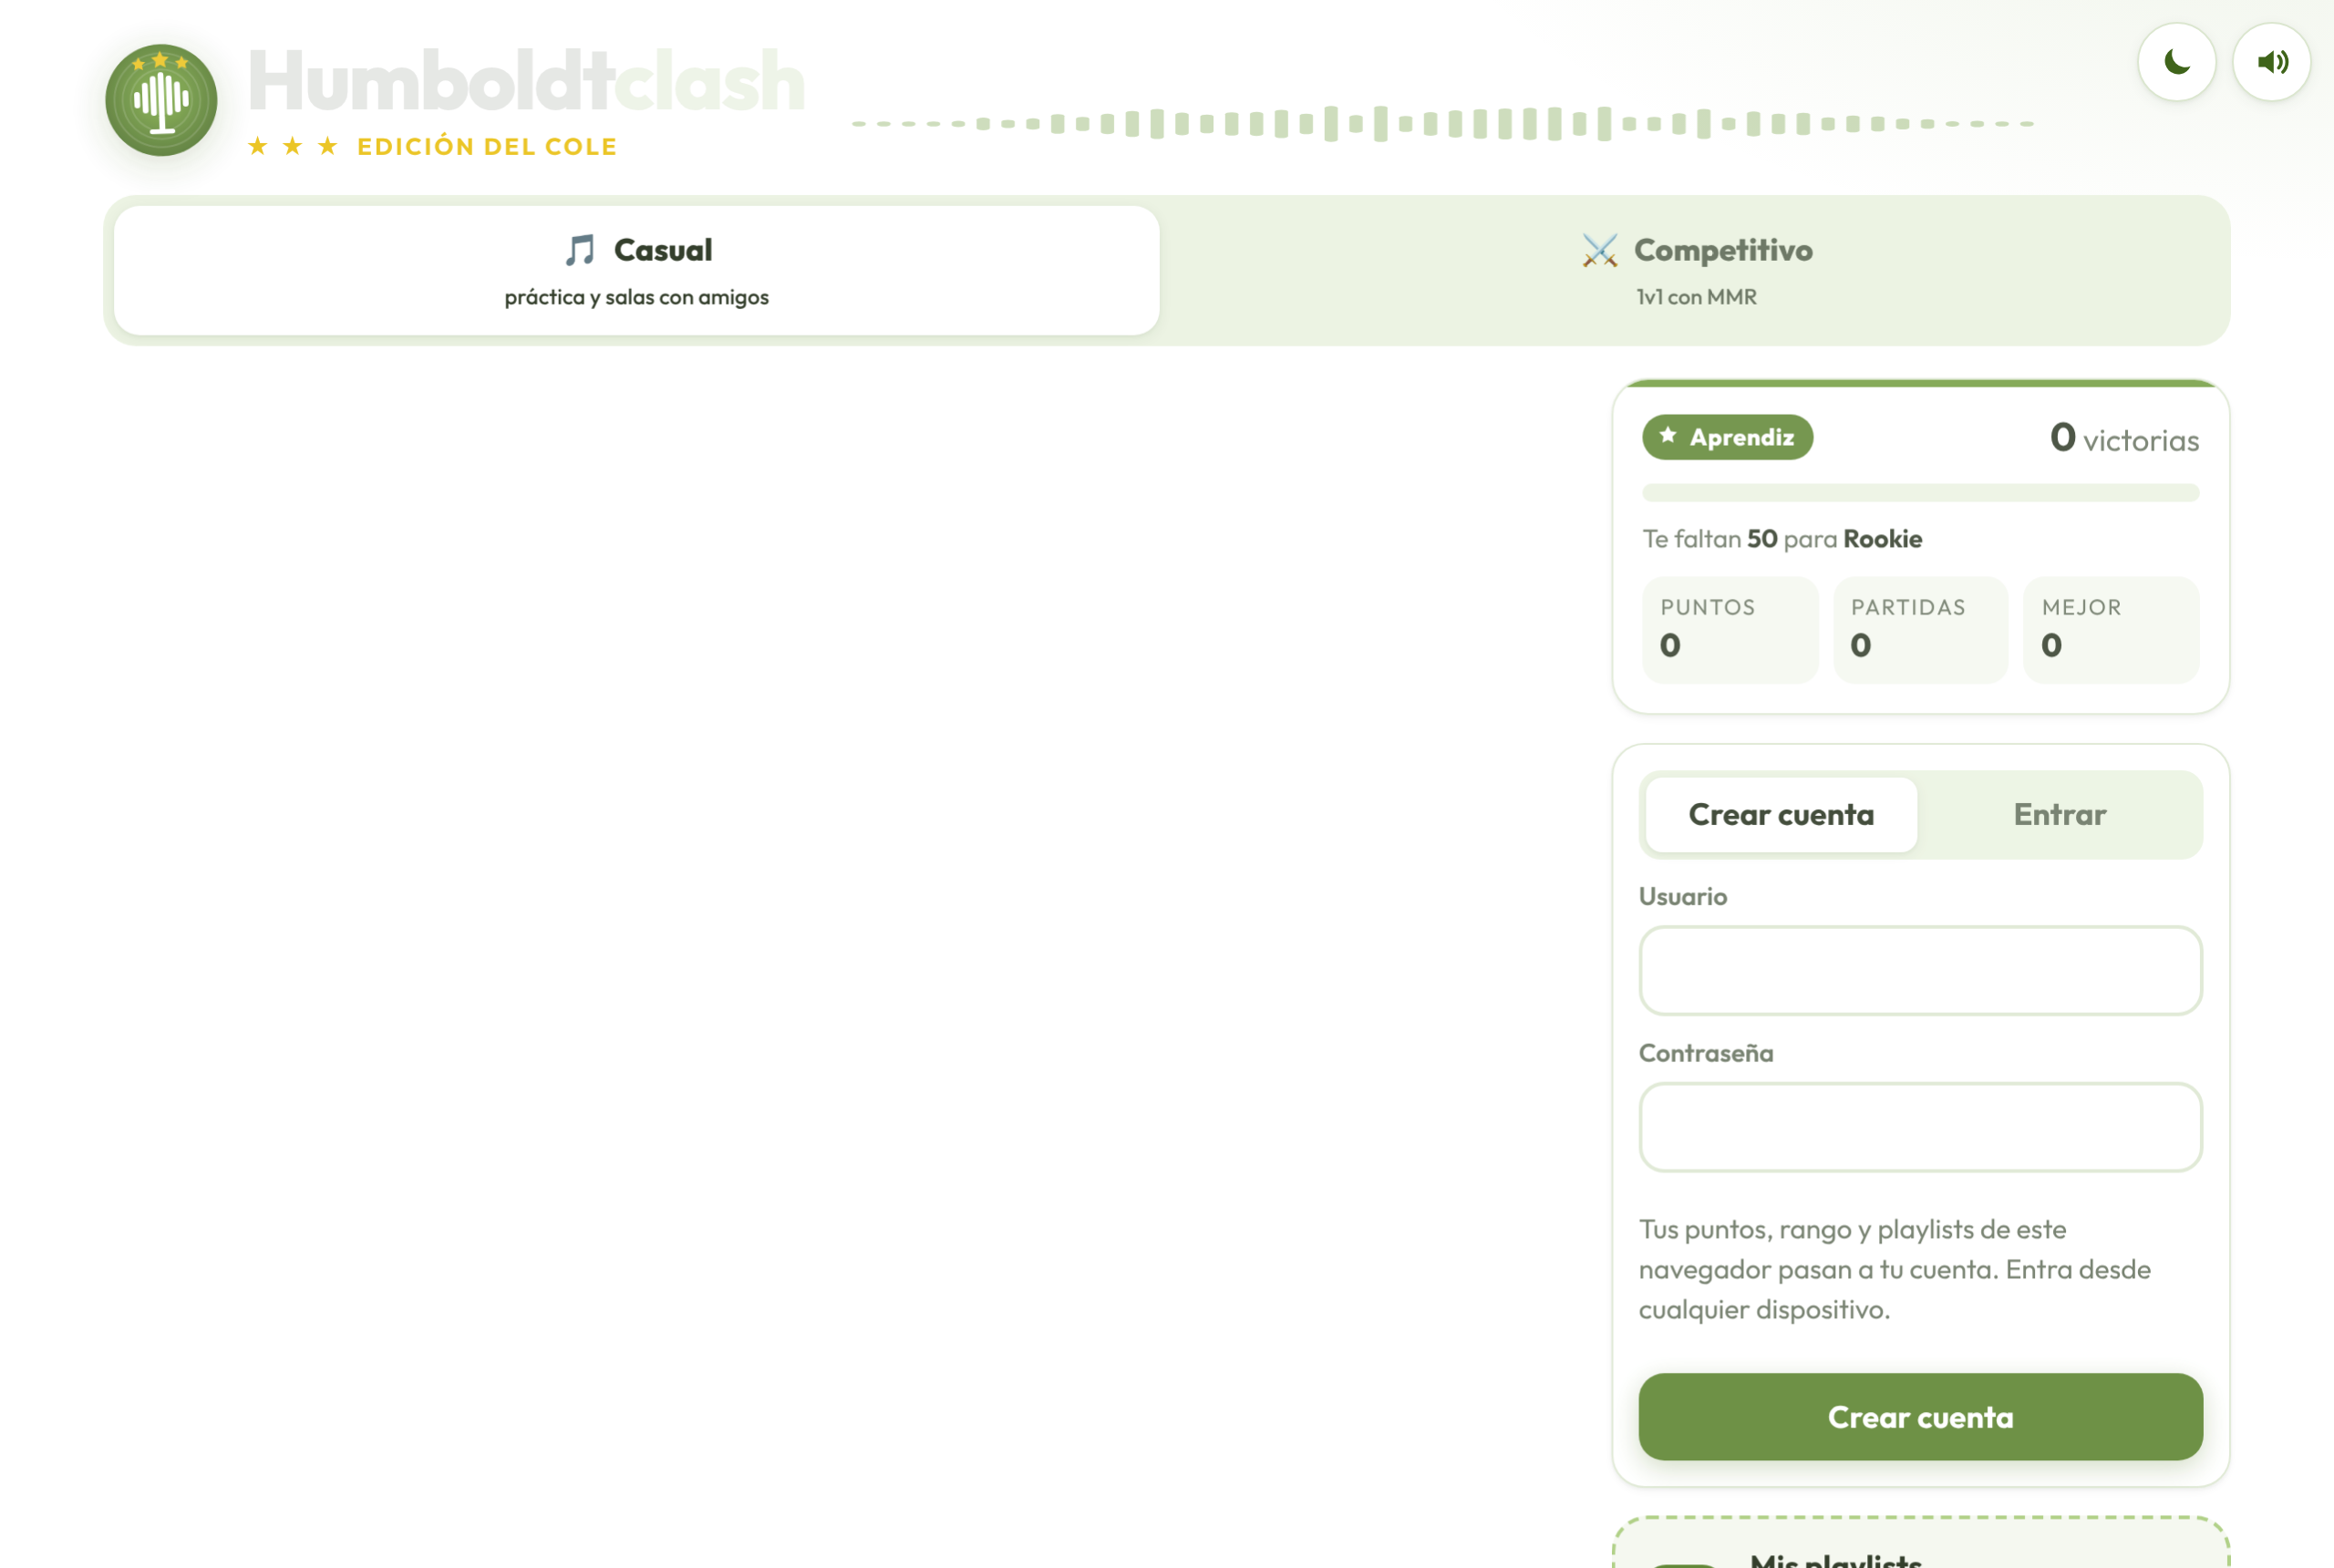 Humboldtclash
★ ★ ★ EDICIÓN DEL COLE
🎵 Casual
práctica y salas con amigos
⚔️ Competitivo
1v1 con MMR
★ Aprendiz
0 victorias
Te faltan 50 para Rookie
PUNTOS
0
PARTIDAS
0
MEJOR
0
Crear cuenta
Entrar
Usuario
Contraseña
Tus puntos, rango y playlists de este
navegador pasan a tu cuenta. Entra desde
cualquier dispositivo.
Crear cuenta
Mis playlists